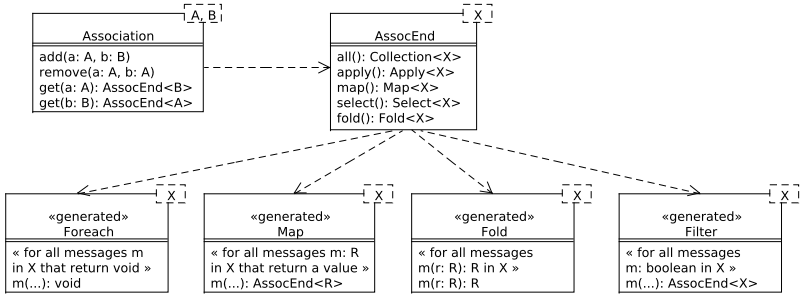 A, B
Association
add(a: A, b: B)
remove(a: A, b: A)
get(a: A): AssocEnd<B>
get(b: B): AssocEnd<A>
X
AssocEnd
all(): Collection<X>
apply(): Apply<X>
map(): Map<X>
select(): Select<X>
fold(): Fold<X>
X
«generated»
Foreach
« for all messages m
in X that return void »
m(...): void
X
«generated»
Map
« for all messages m: R
in X that return a value »
m(...): AssocEnd<R>
X
«generated»
Fold
« for all messages
m(r: R): R in X »
m(r: R): R
X
«generated»
Filter
« for all messages
m: boolean in X »
m(...): AssocEnd<X>